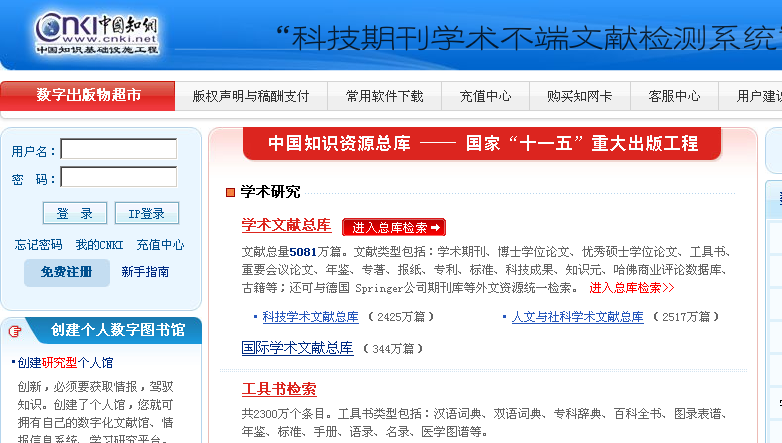 CNKI中国知网
www.cnki.net
中国知识基础设施工程
“科技期刊学术不端文献检测系统”
数字出版物超市 版权声明与稿酬支付 常用软件下载 充值中心 购买知网卡 客服中心 用户建议
用户名：
密 码：
登 录 IP登录
忘记密码 我的CNKI 充值中心
免费注册 新手指南
创建个人数字图书馆
创建研究型个人馆
创新，必须要获取情报，驾驭
知识。创建了个人馆，您就可
拥有自己的数字化文献馆、情
报信息系统、学习研究平台。
中国知识资源总库 —— 国家“十一五”重大出版工程
学术研究
学术文献总库 进入总库检索
文献总量5081万篇。文献类型包括：学术期刊、博士学位论文、优秀硕士学位论文、工具书、
重要会议论文、年鉴、专著、报纸、专利、标准、科技成果、知识元、哈佛商业评论数据库、
古籍等；还可与德国 Springer公司期刊库等外文资源统一检索。 进入总库检索>>
科技学术文献总库 （2425万篇） 人文与社科学术文献总库 （2517万篇）
国际学术文献总库 （344万篇）
工具书检索
共2300万个条目。工具书类型包括：汉语词典、双语词典、专科辞典、百科全书、图录表谱、
年鉴、标准、手册、语录、名录、医学图谱等。